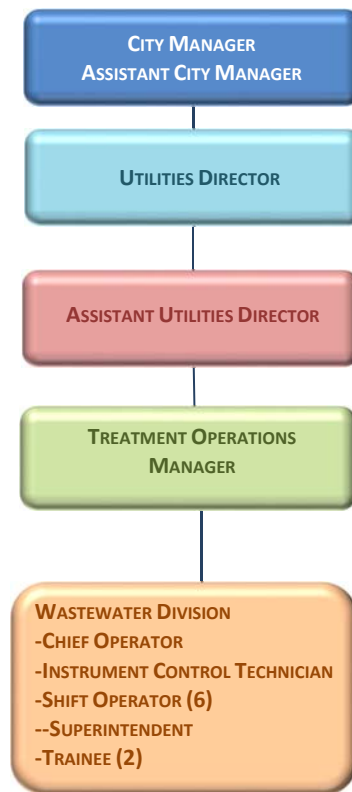 CITY MANAGER
ASSISTANT CITY MANAGER
UTILITIES DIRECTOR
ASSISTANT UTILITIES DIRECTOR
TREATMENT OPERATIONS
MANAGER
WASTEWATER DIVISION
-CHIEF OPERATOR
-INSTRUMENT CONTROL TECHNICIAN
-SHIFT OPERATOR (6)
--SUPERINTENDENT
-TRAINEE (2)